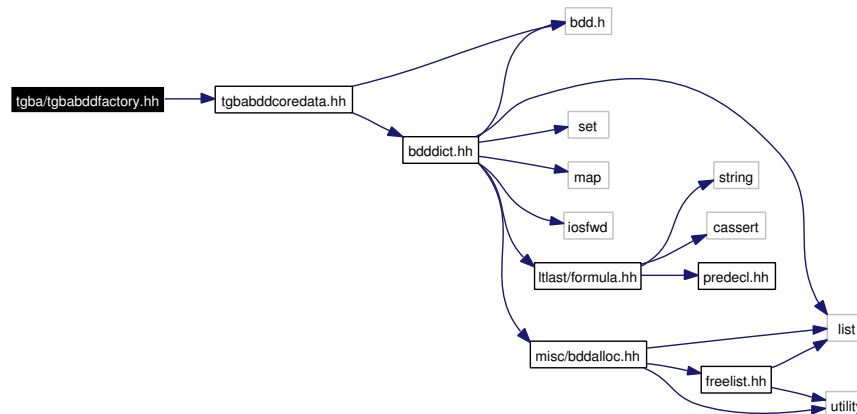 bdd.h
tgba/tgbabddfactory.hh
tgbabddcoredata.hh
set
bdddict.hh
map
string
iosfwd
cassert
ltlast/formula.hh
predecl.hh
list
misc/bddalloc.hh
freelist.hh
utility